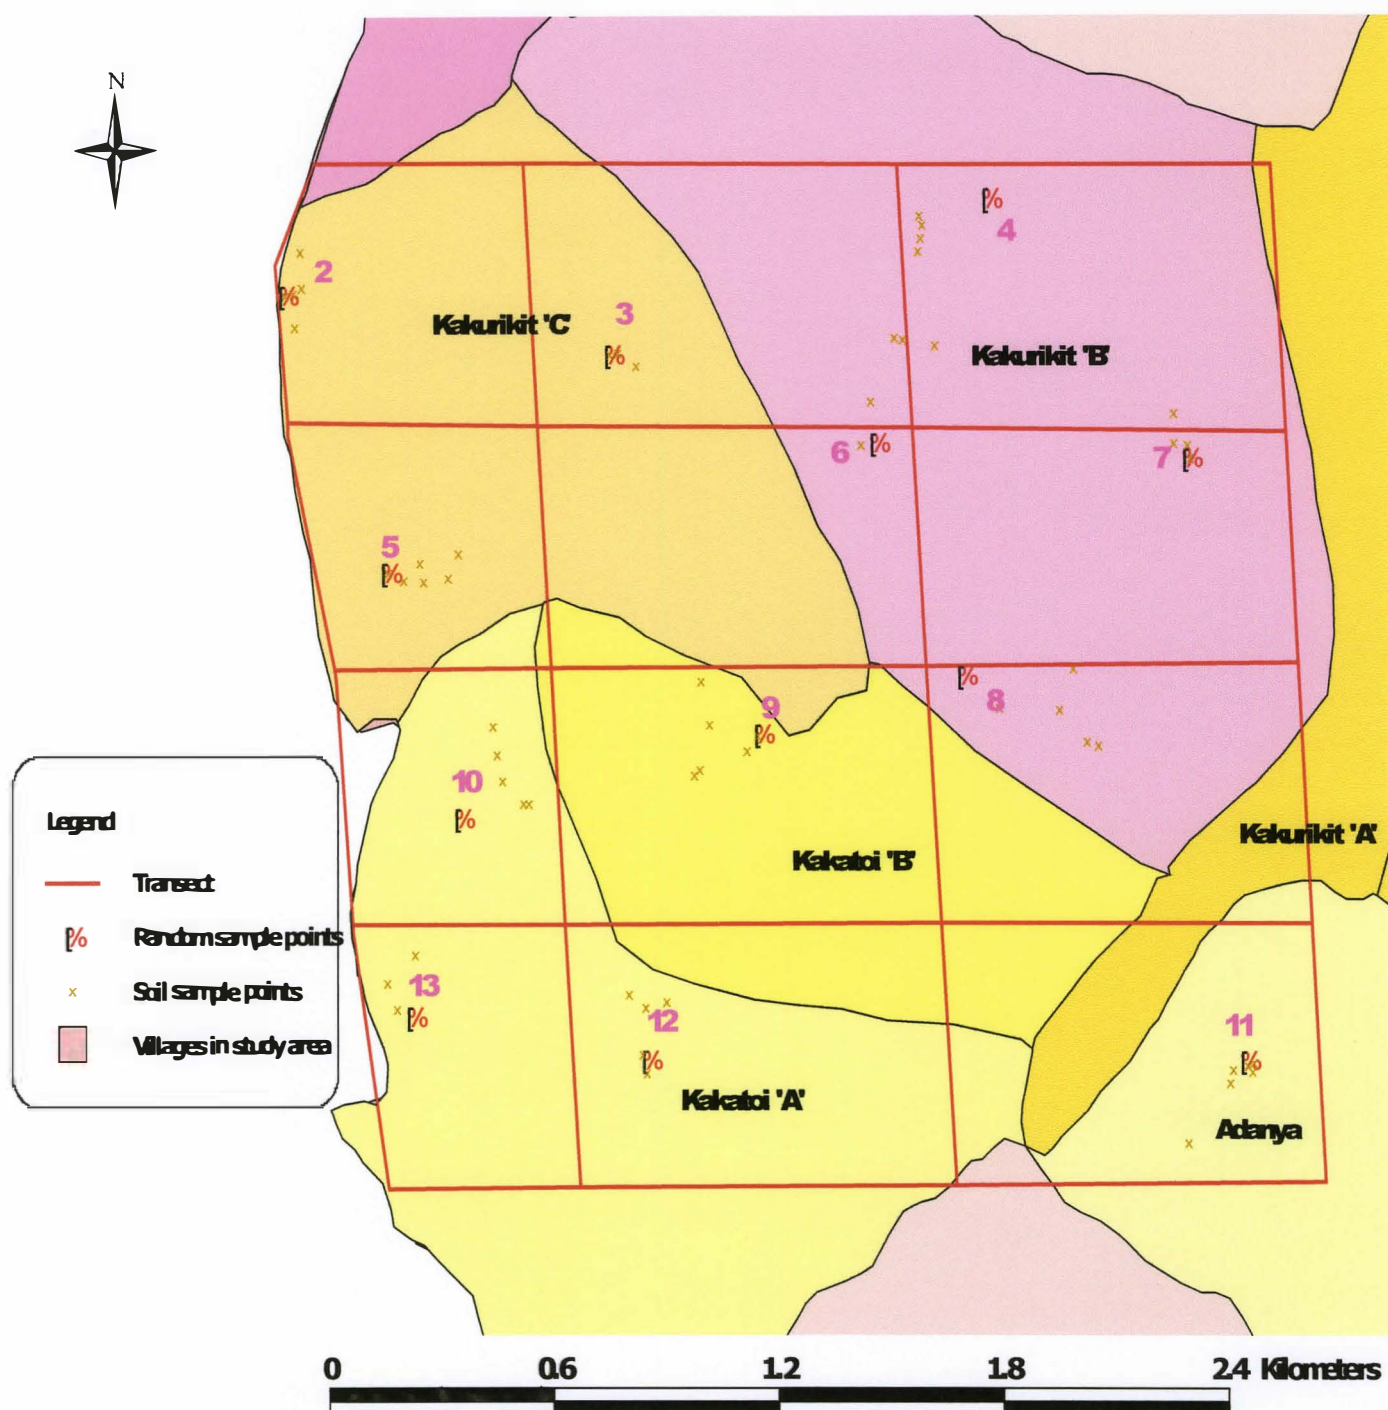 N
2
3
4
Kakurikit 'C'
Kakurikit 'B'
6
7
5
9
8
10
Kakurikit 'A'
Kakatoi 'B'
Legend
Transect
Random sample points
Soil sample points
Villages in study area
13
12
11
Kakatoi 'A'
Adanya
0 0.6 1.2 1.8 2.4 Kilometers